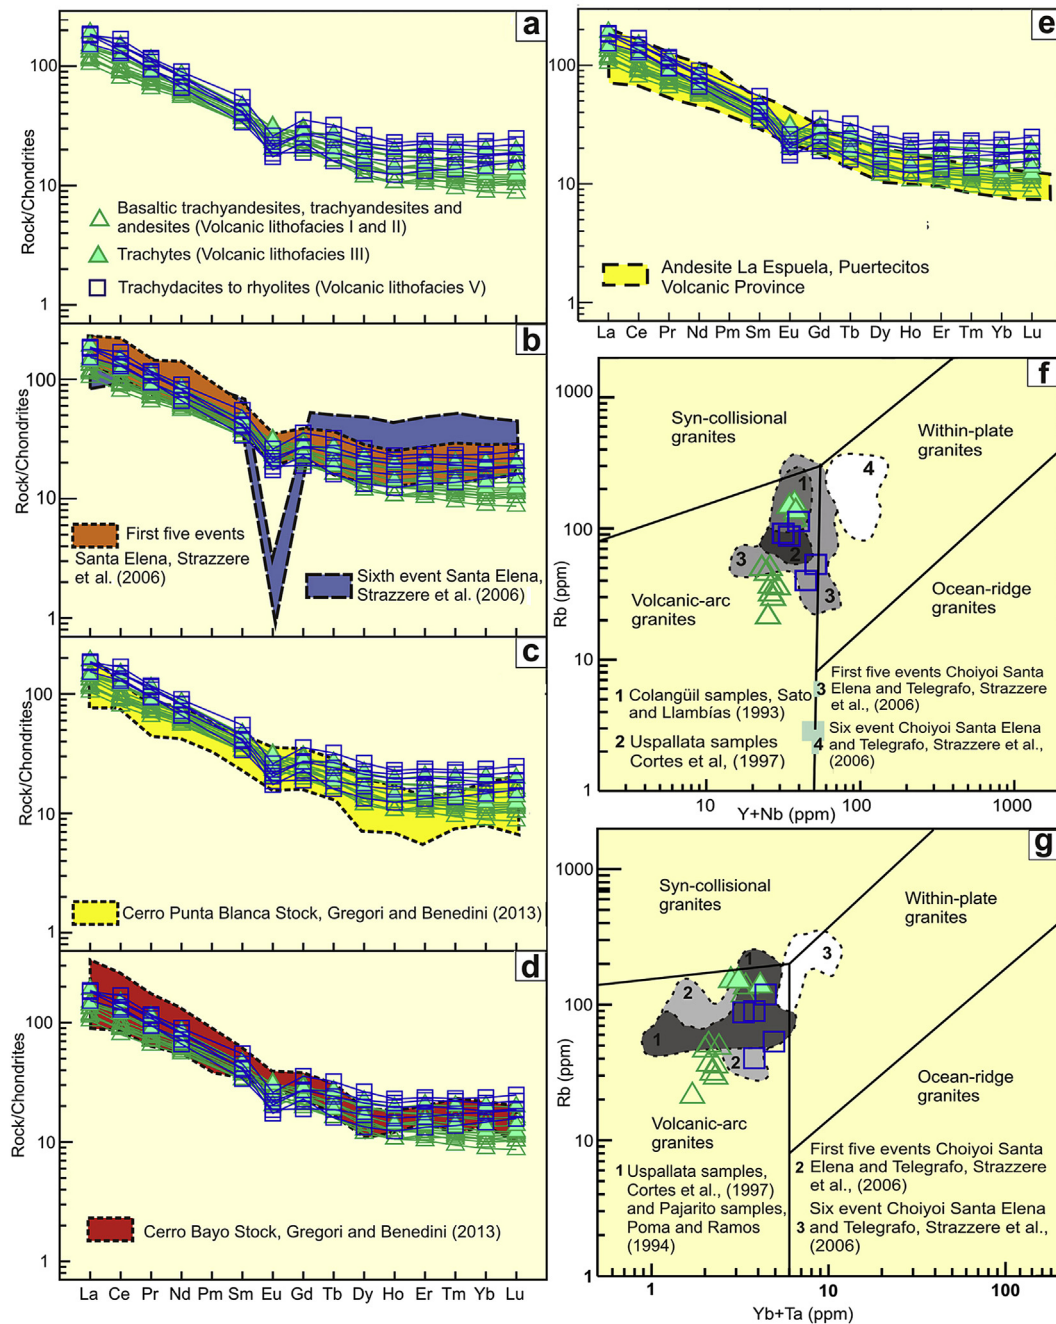 a
100
10
1
Rock/Chondrites
Basaltic trachyandesites, trachyandesites and
andesites (Volcanic lithofacies I and II)
Trachytes (Volcanic lithofacies III)
Trachydacites to rhyolites (Volcanic lithofacies V)
b
100
10
1
Rock/Chondrites
First five events
Santa Elena, Strazzere
et al. (2006)
Sixth event Santa Elena,
Strazzere et al. (2006)
c
100
10
1
Rock/Chondrites
Cerro Punta Blanca Stock, Gregori and Benedini (2013)
d
100
10
1
Rock/Chondrites
Cerro Bayo Stock, Gregori and Benedini (2013)
La Ce Pr Nd Pm Sm Eu Gd Tb Dy Ho Er Tm Yb Lu
e
100
10
1
Rock/Chondrites
Andesite La Espuela, Puertecitos
Volcanic Province
La Ce Pr Nd Pm Sm Eu Gd Tb Dy Ho Er Tm Yb Lu
f
1000
100
10
1
Rb (ppm)
Syn-collisional
granites
Within-plate
granites
Volcanic-arc
granites
Ocean-ridge
granites
1
2
3
3
4
1 Colangüil samples, Sato
and Llambías (1993)
2 Uspallata samples
Cortes et al, (1997)
First five events Choiyoi Santa
3 Elena and Telegrafo, Strazzere
et al., (2006)
Six event Choiyoi Santa Elena
4 and Telegrafo, Strazzere et al.,
(2006)
10 100 1000
Y+Nb (ppm)
g
1000
100
10
1
Rb (ppm)
Syn-collisional
granites
Within-plate
granites
Volcanic-arc
granites
Ocean-ridge
granites
1
2
3
1
2
1 Uspallata samples,
Cortes et al., (1997)
and Pajarito samples,
Poma and Ramos
(1994)
First five events Choiyoi Santa
2 Elena and Telegrafo, Strazzere
et al., (2006)
Six event Choiyoi Santa Elena
3 and Telegrafo, Strazzere et al.,
(2006)
1 10 100
Yb+Ta (ppm)